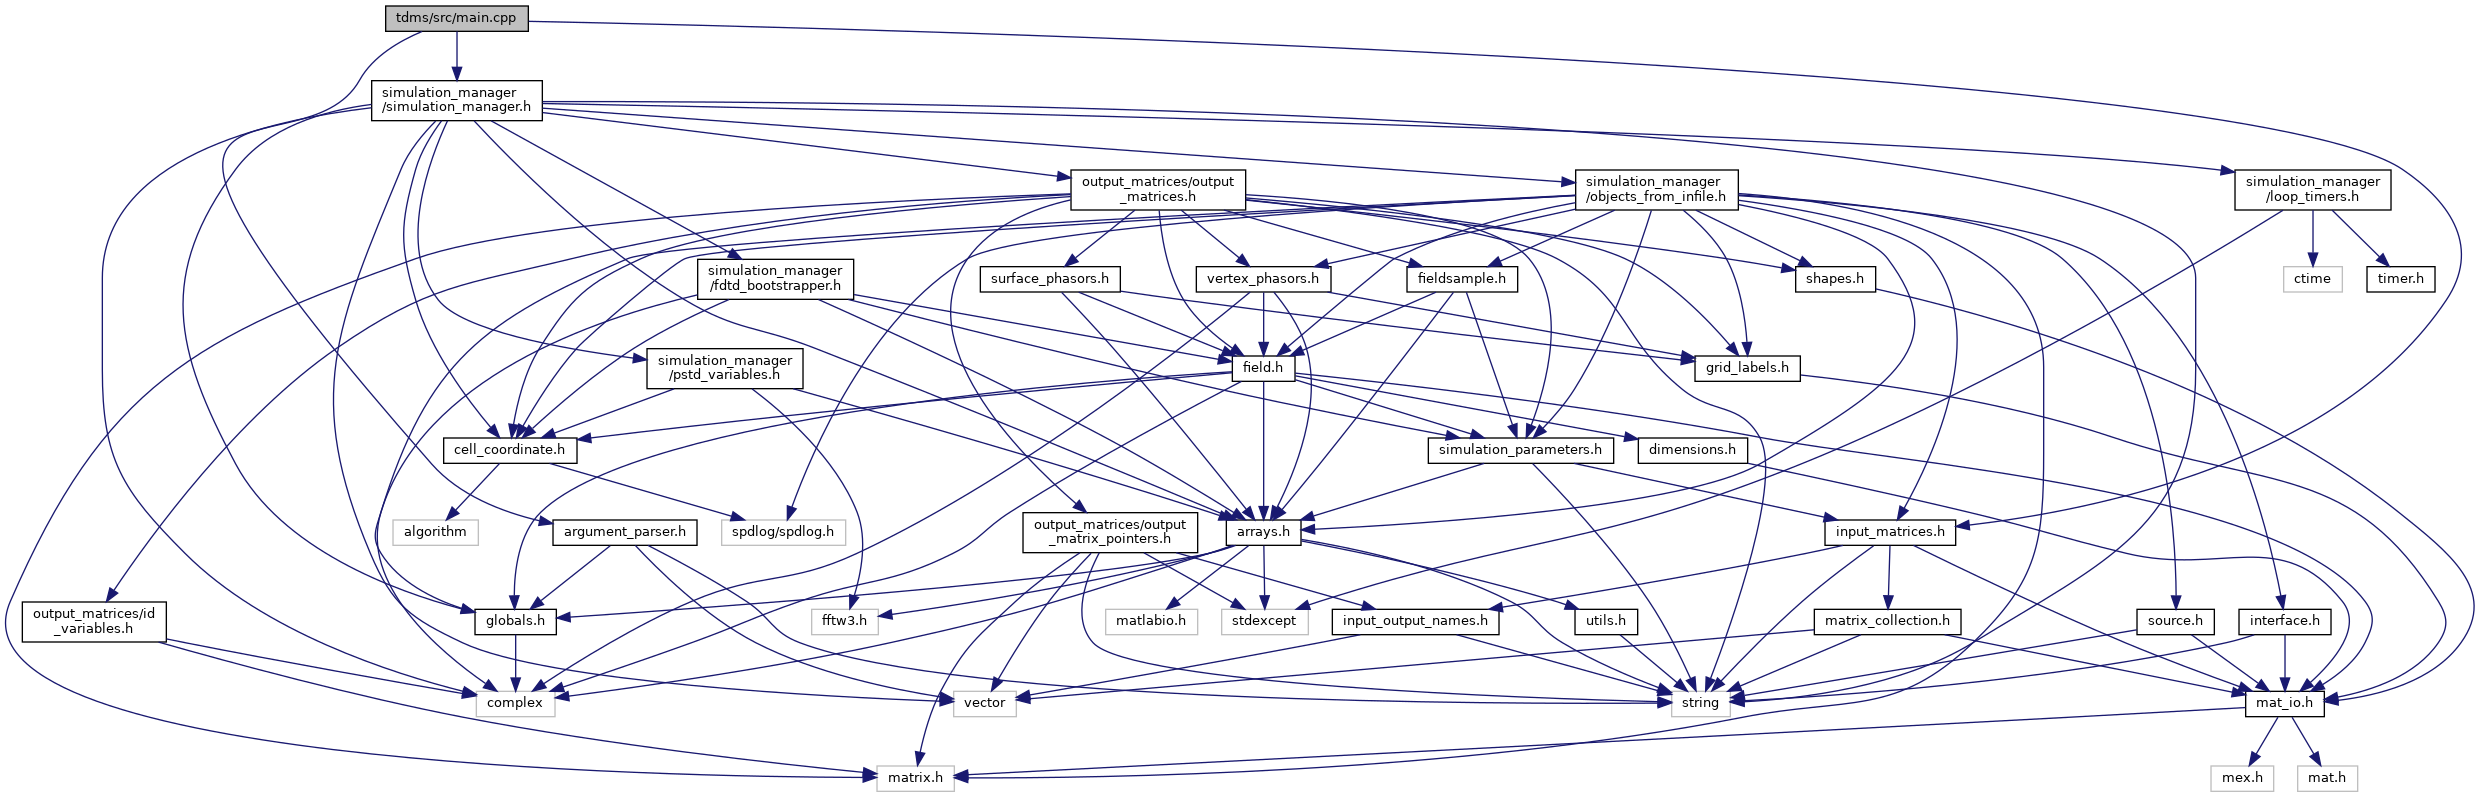 tdms/src/main.cpp
simulation_manager
/simulation_manager.h
output_matrices/output
_matrices.h
simulation_manager
/objects_from_infile.h
simulation_manager
/loop_timers.h
simulation_manager
/fdtd_bootstrapper.h
surface_phasors.h
vertex_phasors.h
fieldsample.h
shapes.h
ctime
timer.h
simulation_manager
/pstd_variables.h
field.h
grid_labels.h
cell_coordinate.h
simulation_parameters.h
dimensions.h
algorithm
argument_parser.h
spdlog/spdlog.h
output_matrices/output
_matrix_pointers.h
arrays.h
input_matrices.h
output_matrices/id
_variables.h
globals.h
fftw3.h
matlabio.h
stdexcept
input_output_names.h
utils.h
matrix_collection.h
source.h
interface.h
complex
vector
string
mat_io.h
matrix.h
mex.h
mat.h